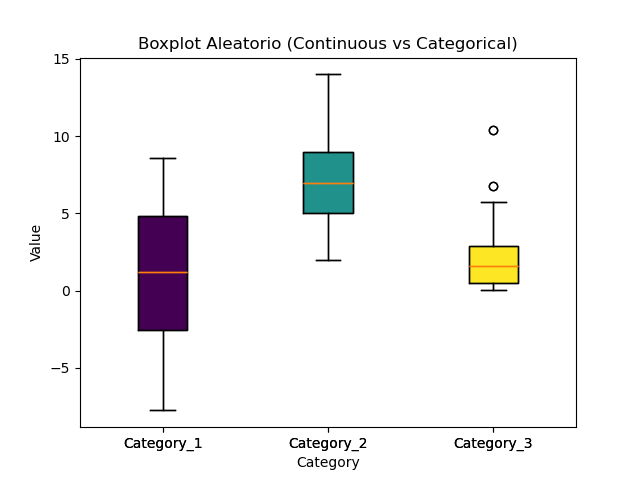 Boxplot Aleatorio (Continuous vs Categorical)
15
10
5
0
−5
Value
Category_1
Category_2
Category_3
Category